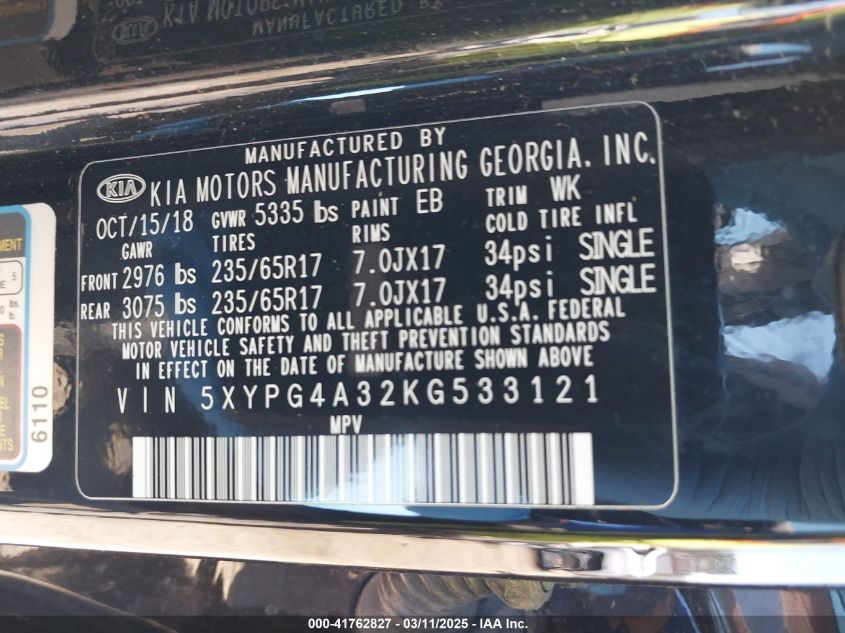 MANUFACTURED BY
KIA KIA MOTORS MANUFACTURING GEORGIA, INC.
OCT/15/18 GVWR 5335 lbs PAINT EB TRIM WK
GAWR TIRES RIMS COLD TIRE INFL
FRONT 2976 lbs 235/65R17 7.0JX17 34psi SINGLE
REAR 3075 lbs 235/65R17 7.0JX17 34psi SINGLE
THIS VEHICLE CONFORMS TO ALL APPLICABLE U.S.A. FEDERAL
MOTOR VEHICLE SAFETY AND THEFT PREVENTION STANDARDS
IN EFFECT ON THE DATE OF MANUFACTURE SHOWN ABOVE
VIN 5XYPG4A32KG533121
MPV
6110
000-41762827 - 03/11/2025 - IAA Inc.